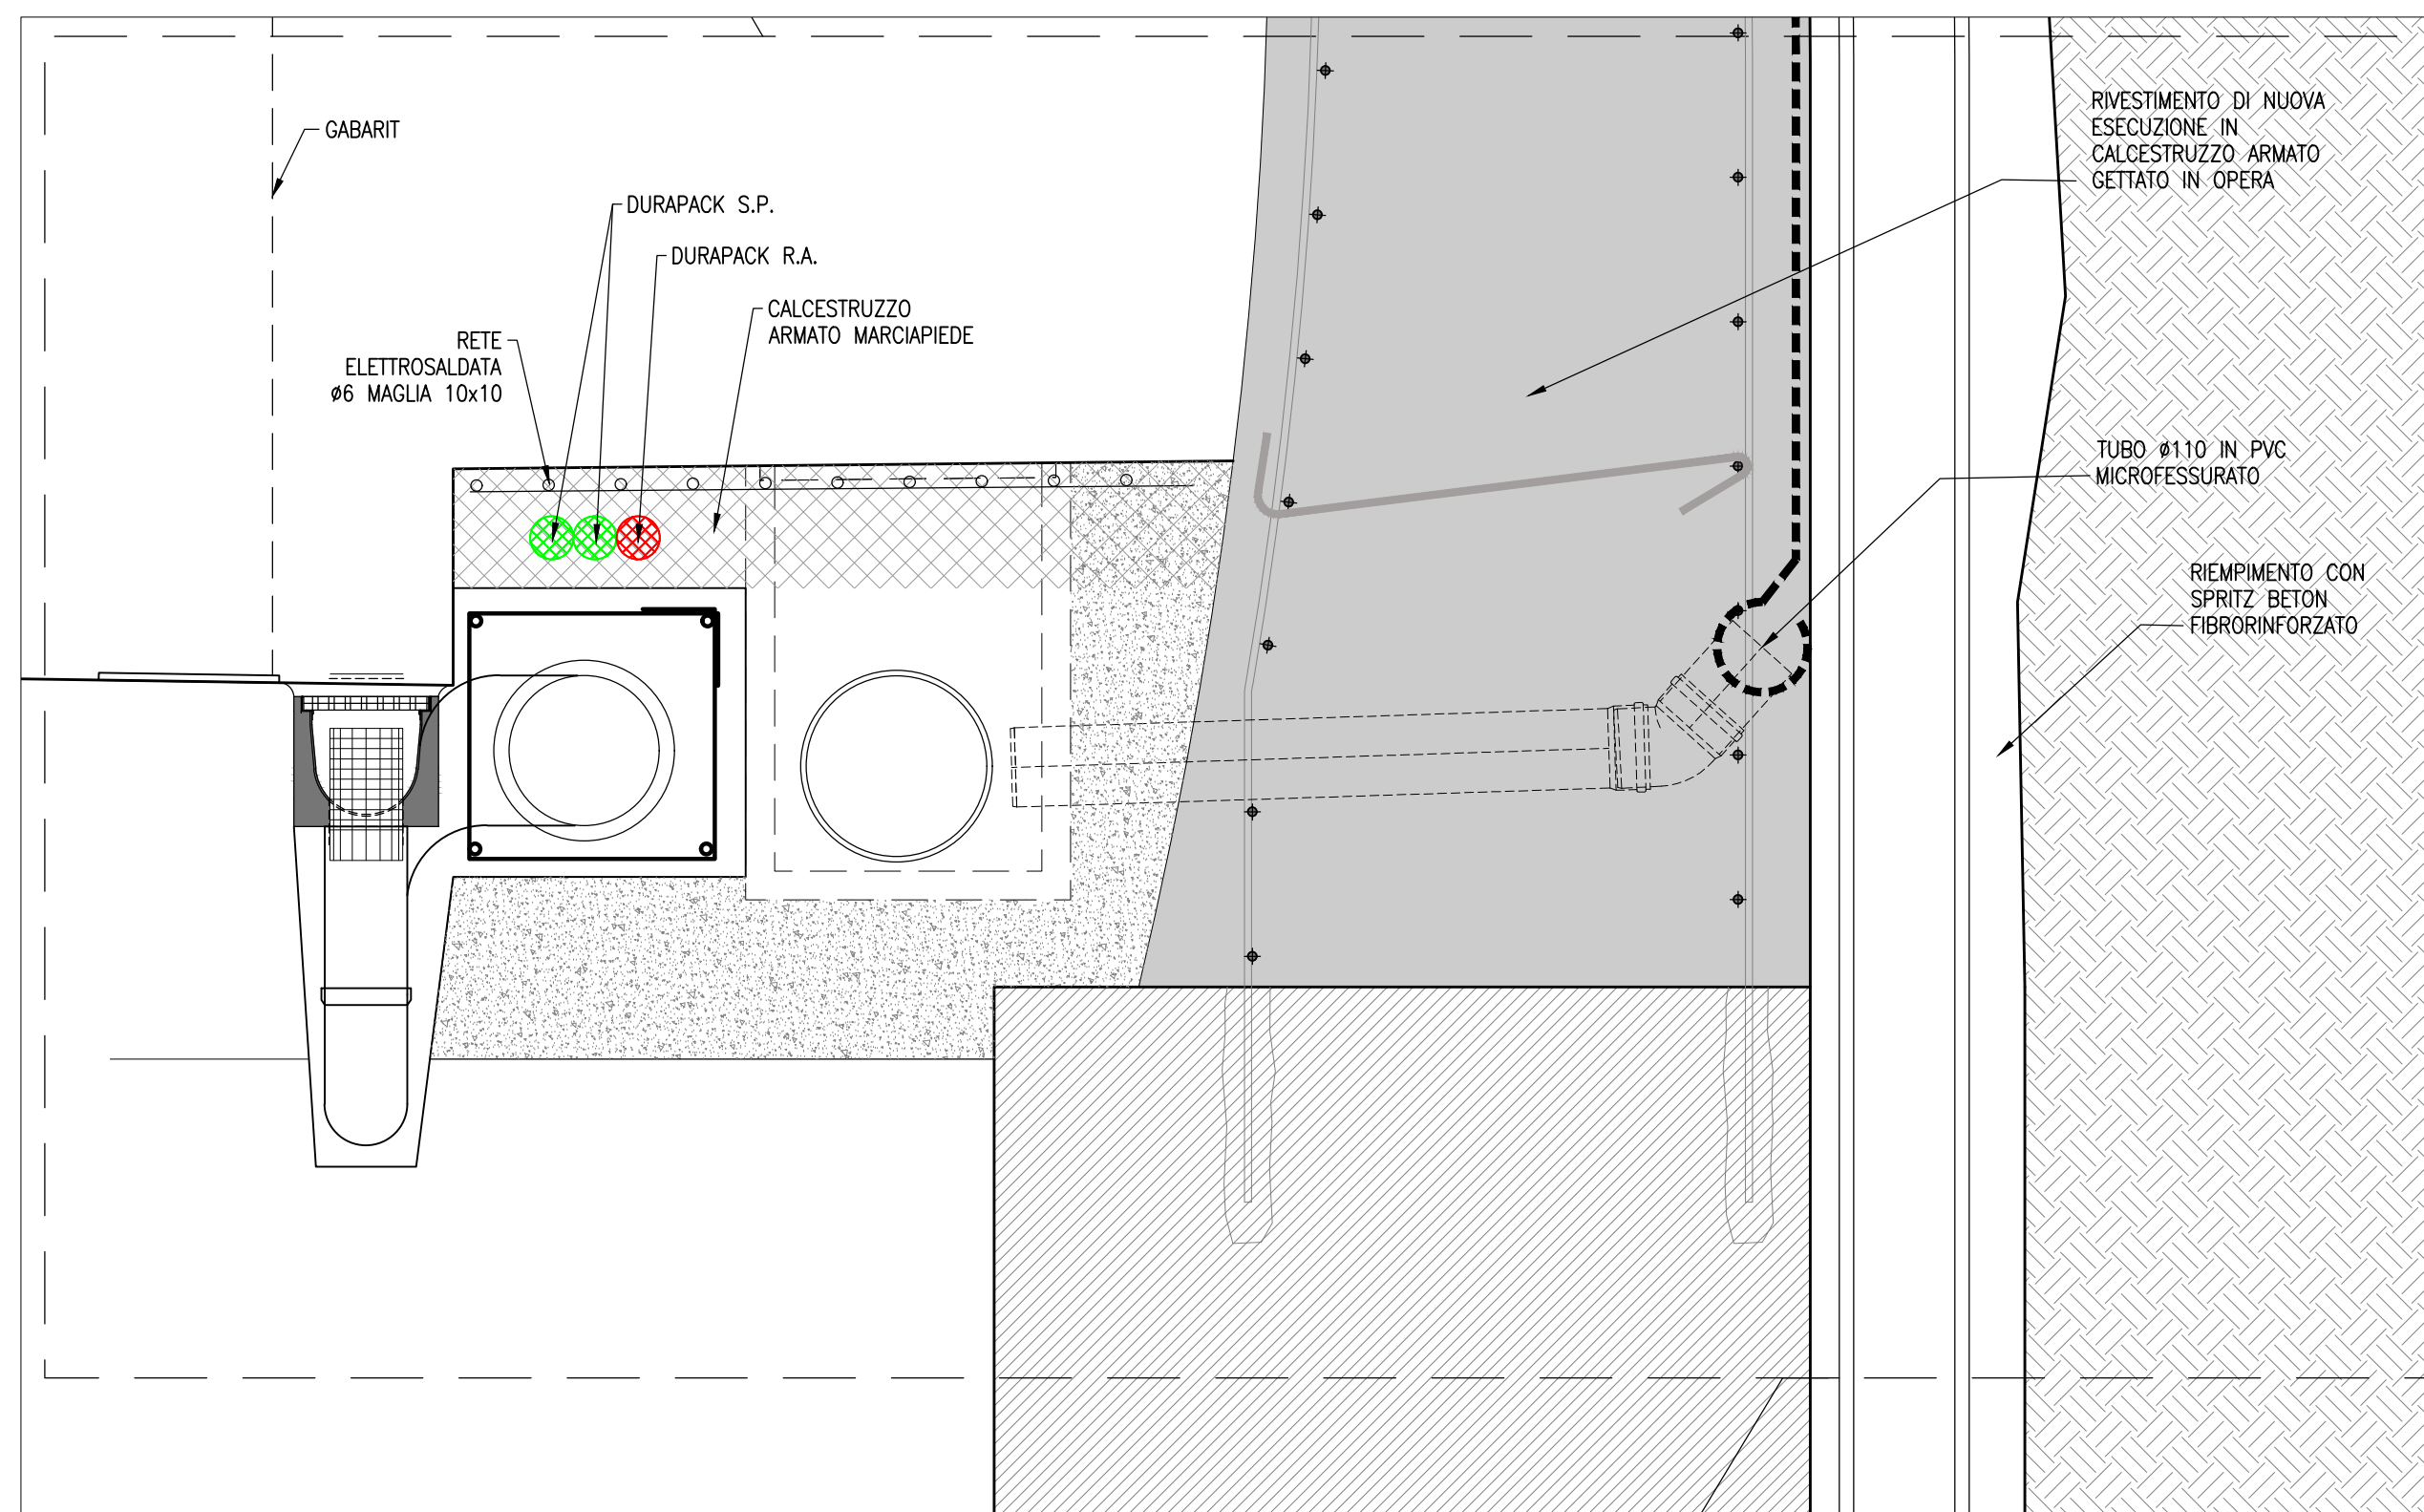 GABARIT
DURAPACK S.P.
DURAPACK R.A.
CALCESTRUZZO
ARMATO MARCIAPIEDE
RETE
ELETTROSALDATA
ø6 MAGLIA 10x10
RIVESTIMENTO DI NUOVA
ESECUZIONE IN
CALCESTRUZZO ARMATO
GETTATO IN OPERA
TUBO ø110 IN PVC
MICROFESSURATO
RIEMPIMENTO CON
SPRITZ BETON
FIBRORINFORZATO